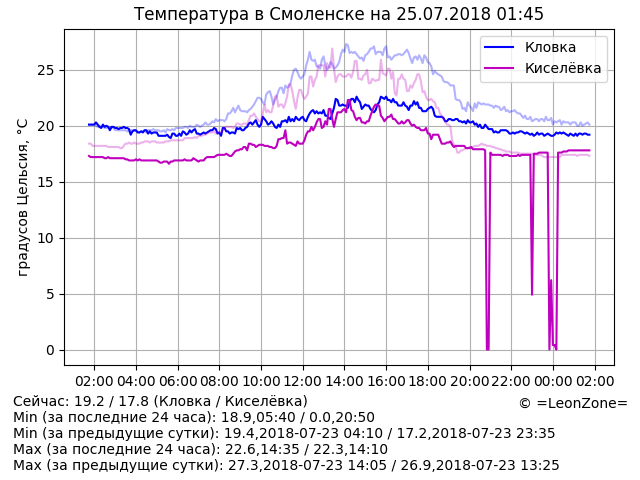 Температура в Смоленске на 25.07.2018 01:45
градусов Цельсия, °C
25
20
15
10
5
0
Кловка
Киселёвка
02:00 04:00 06:00 08:00 10:00 12:00 14:00 16:00 18:00 20:00 22:00 00:00 02:00
Сейчас: 19.2 / 17.8 (Кловка / Киселёвка)
© =LeonZone=
Min (за последние 24 часа): 18.9,05:40 / 0.0,20:50
Min (за предыдущие сутки): 19.4,2018-07-23 04:10 / 17.2,2018-07-23 23:35
Max (за последние 24 часа): 22.6,14:35 / 22.3,14:10
Max (за предыдущие сутки): 27.3,2018-07-23 14:05 / 26.9,2018-07-23 13:25